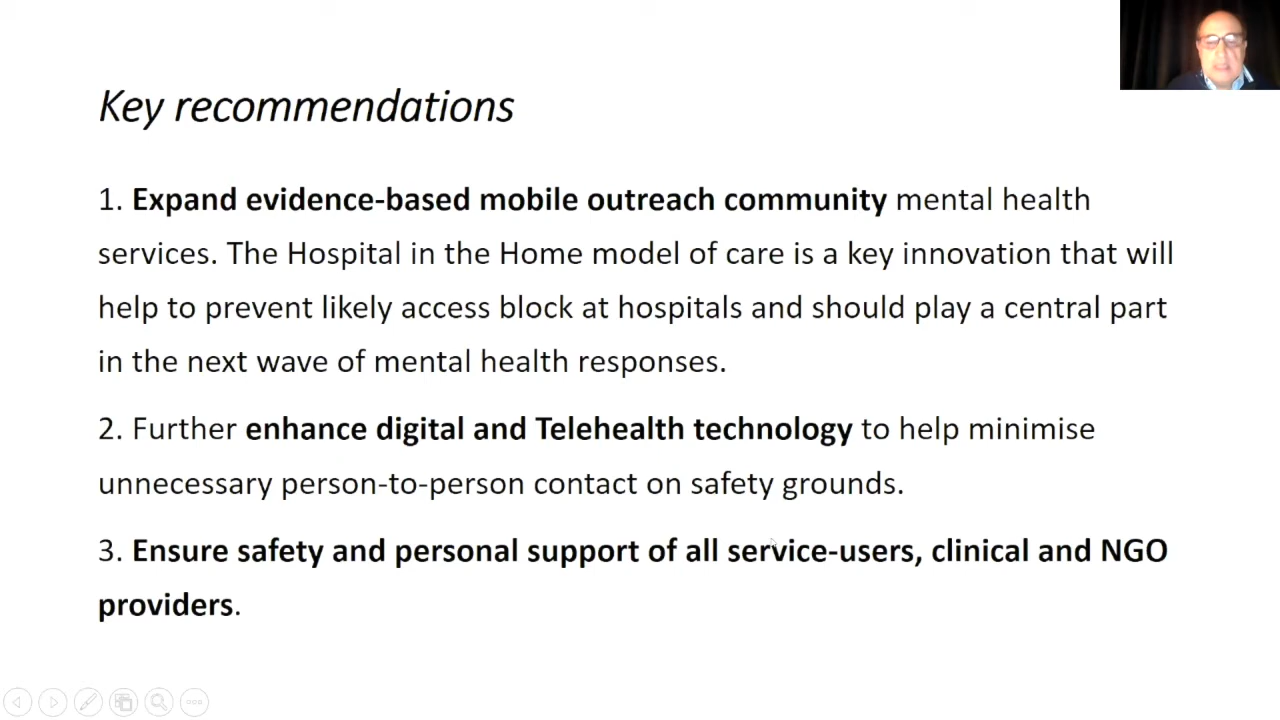 Key recommendations
1. Expand evidence-based mobile outreach community mental health
services. The Hospital in the Home model of care is a key innovation that will
help to prevent likely access block at hospitals and should play a central part
in the next wave of mental health responses.
2. Further enhance digital and Telehealth technology to help minimise
unnecessary person-to-person contact on safety grounds.
3. Ensure safety and personal support of all service-users, clinical and NGO
providers.